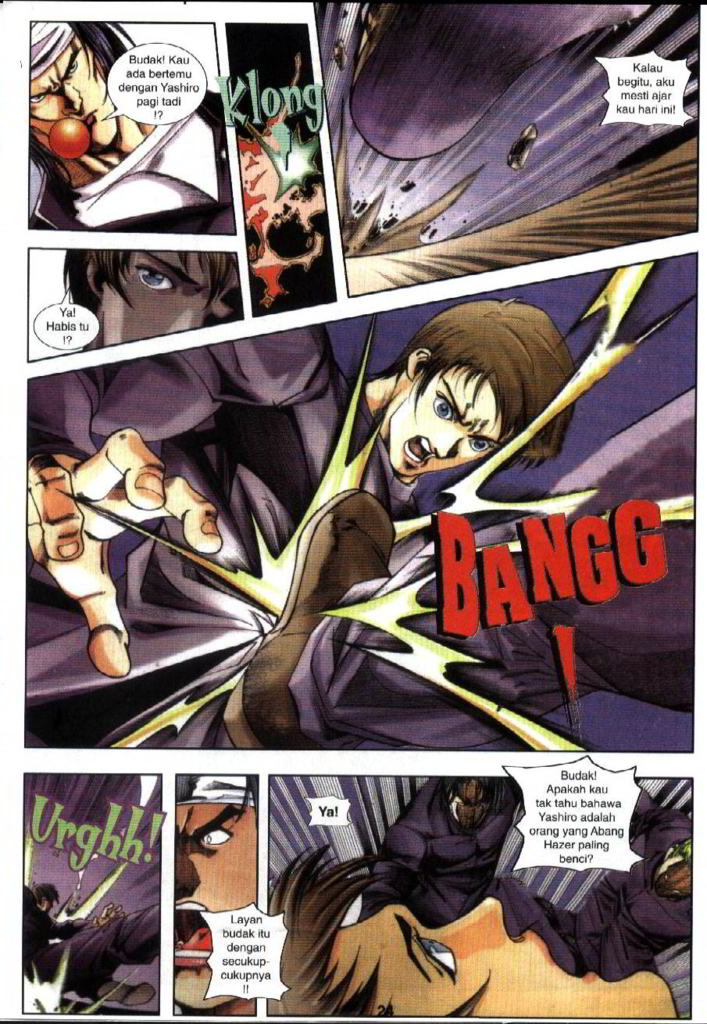 Budak! Kau
ada bertemu
dengan Yashiro
pagi tadi
!?
Klong
!
Kalau
begitu, aku
mesti ajar
kau hari ini!
Ya!
Habis tu
!?
BANGG
!
Urghh!
Layan
budak itu
dengan
secukup-
cukupnya
!!
Ya!
Budak!
Apakah kau
tak tahu bahawa
Yashiro adalah
orang yang Abang
Hazer paling
benci?
24